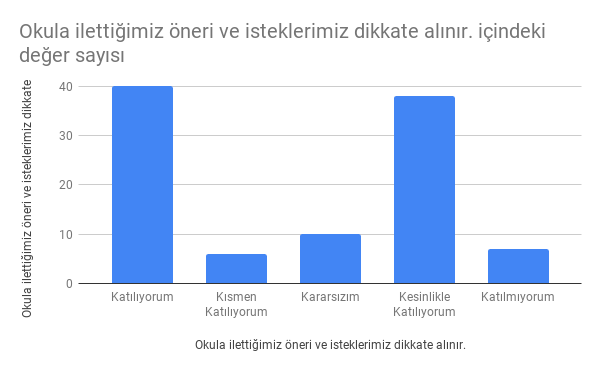 Okula ilettiğimiz öneri ve isteklerimiz dikkate alınır. içindeki
değer sayısı
Okula ilettiğimiz öneri ve isteklerimiz dikkate
40
30
20
10
0
Katılıyorum
Kısmen
Katılıyorum
Kararsızım
Kesinlikle
Katılıyorum
Katılmıyorum
Okula ilettiğimiz öneri ve isteklerimiz dikkate alınır.